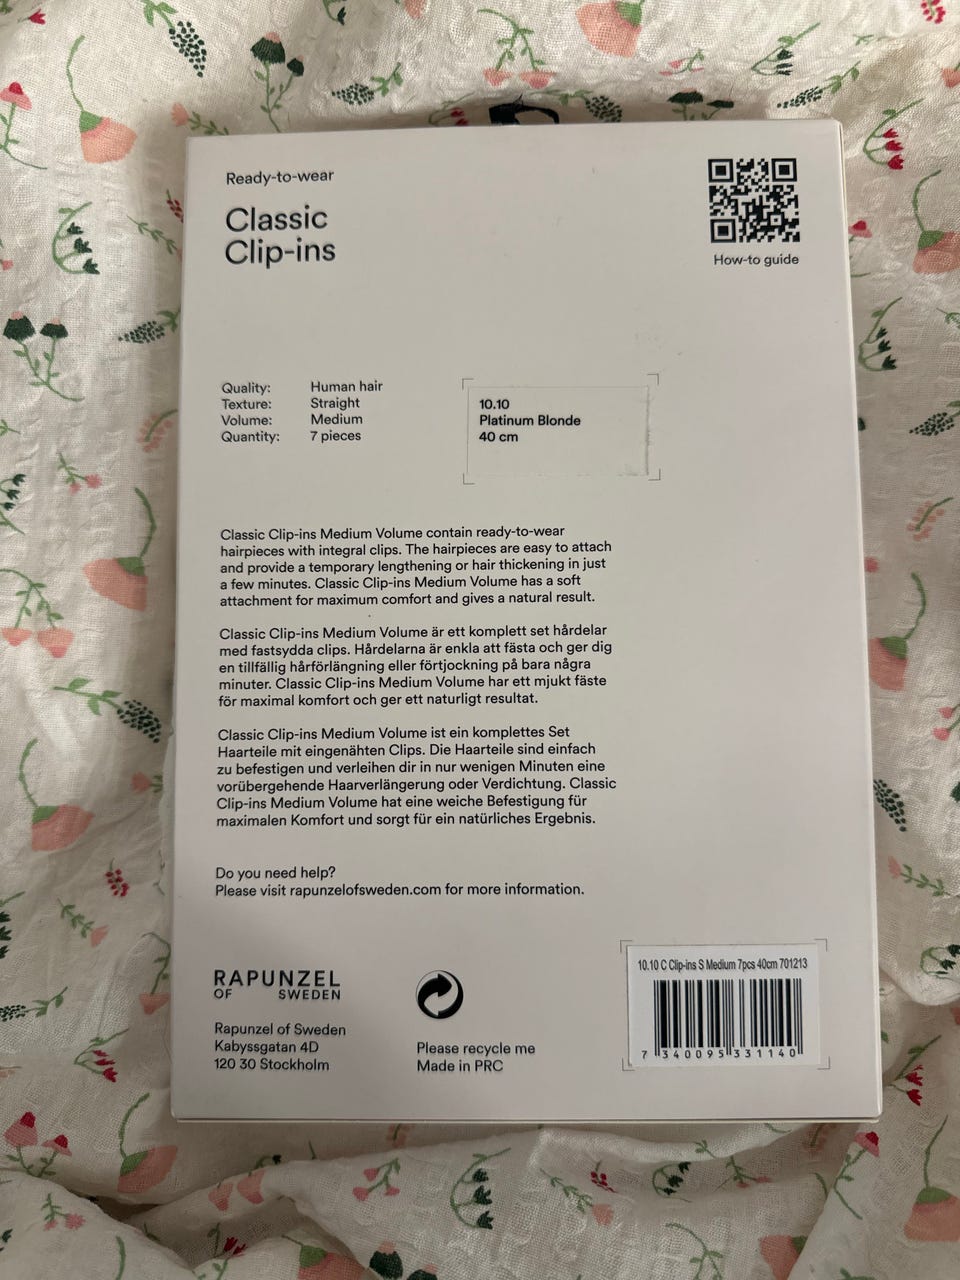 Ready-to-wear
Classic
Clip-ins
How-to guide
Quality: Human hair
Texture: Straight
Volume: Medium
Quantity: 7 pieces
10.10
Platinum Blonde
40 cm
Classic Clip-ins Medium Volume contain ready-to-wear
hairpieces with integral clips. The hairpieces are easy to attach
and provide a temporary lengthening or hair thickening in just
a few minutes. Classic Clip-ins Medium Volume has a soft
attachment for maximum comfort and gives a natural result.
Classic Clip-ins Medium Volume är ett komplett set hårdelar
med fastsydda clips. Hårdelarna är enkla att fästa och ger dig
en tillfällig hårförlängning eller förtjockning på bara några
minuter. Classic Clip-ins Medium Volume har ett mjukt fäste
för maximal komfort och ger ett naturligt resultat.
Classic Clip-ins Medium Volume ist ein komplettes Set
Haarteile mit eingenähten Clips. Die Haarteile sind einfach
zu befestigen und verleihen dir in nur wenigen Minuten eine
vorübergehende Haarverlängerung oder Verdichtung. Classic
Clip-ins Medium Volume hat eine weiche Befestigung für
maximalen Komfort und sorgt für ein natürliches Ergebnis.
Do you need help?
Please visit rapunzelofsweden.com for more information.
RAPUNZEL
OF SWEDEN
Rapunzel of Sweden
Kabyssgatan 4D
120 30 Stockholm
Please recycle me
Made in PRC
10.10 C Clip-ins S Medium 7pcs 40cm 701213
7 340095 331140